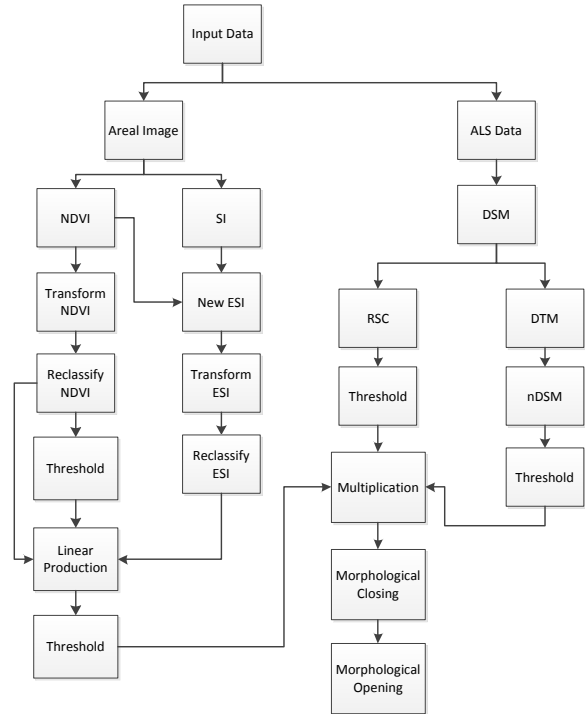 Input Data
Areal Image
ALS Data
NDVI
SI
DSM
Transform
NDVI
New ESI
RSC
DTM
Reclassify
NDVI
Transform
ESI
Threshold
nDSM
Threshold
Reclassify
ESI
Multiplication
Threshold
Linear
Production
Morphological
Closing
Threshold
Morphological
Opening